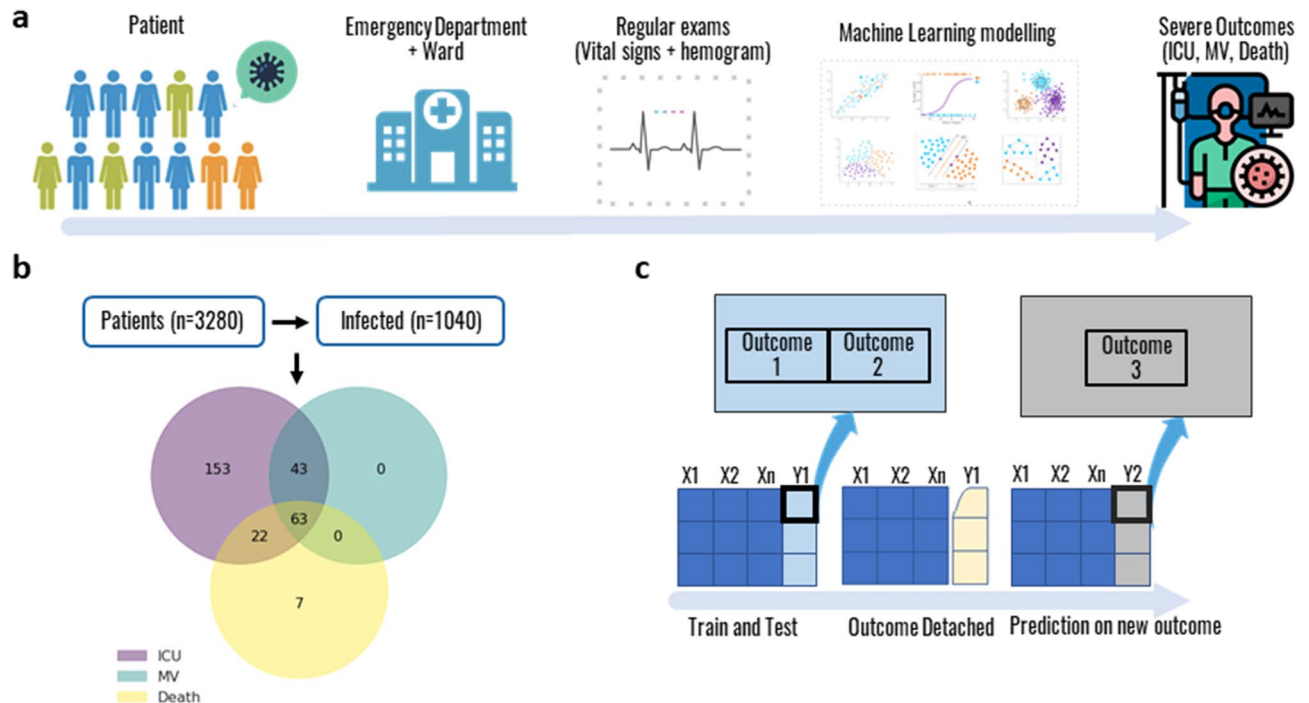 a
Patient
Emergency Department
+ Ward
Regular exams
(Vital signs + hemogram)
Machine Learning modelling
Severe Outcomes
(ICU, MV, Death)
b
Patients (n=3280)
Infected (n=1040)
153
43
0
63
22
0
7
ICU
MV
Death
c
Outcome
1
Outcome
2
Outcome
3
X1 X2 Xn Y1
X1 X2 Xn Y1
X1 X2 Xn Y2
Train and Test
Outcome Detached
Prediction on new outcome